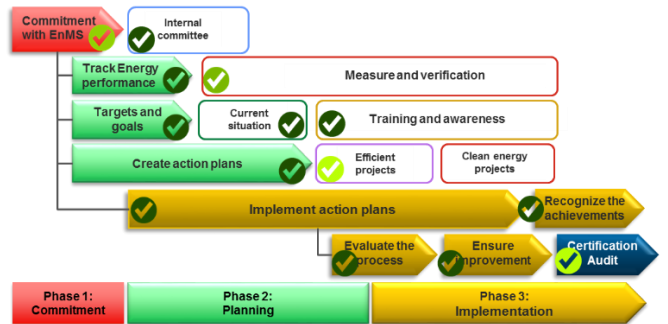 Commitment
with EnMS
Internal
committee
Track Energy
performance
Measure and verification
Targets and
goals
Current
situation
Training and awareness
Create action plans
Efficient
projects
Clean energy
projects
Implement action plans
Recognize the
achievements
Evaluate the
process
Ensure
improvement
Certification
Audit
Phase 1:
Commitment
Phase 2:
Planning
Phase 3:
Implementation